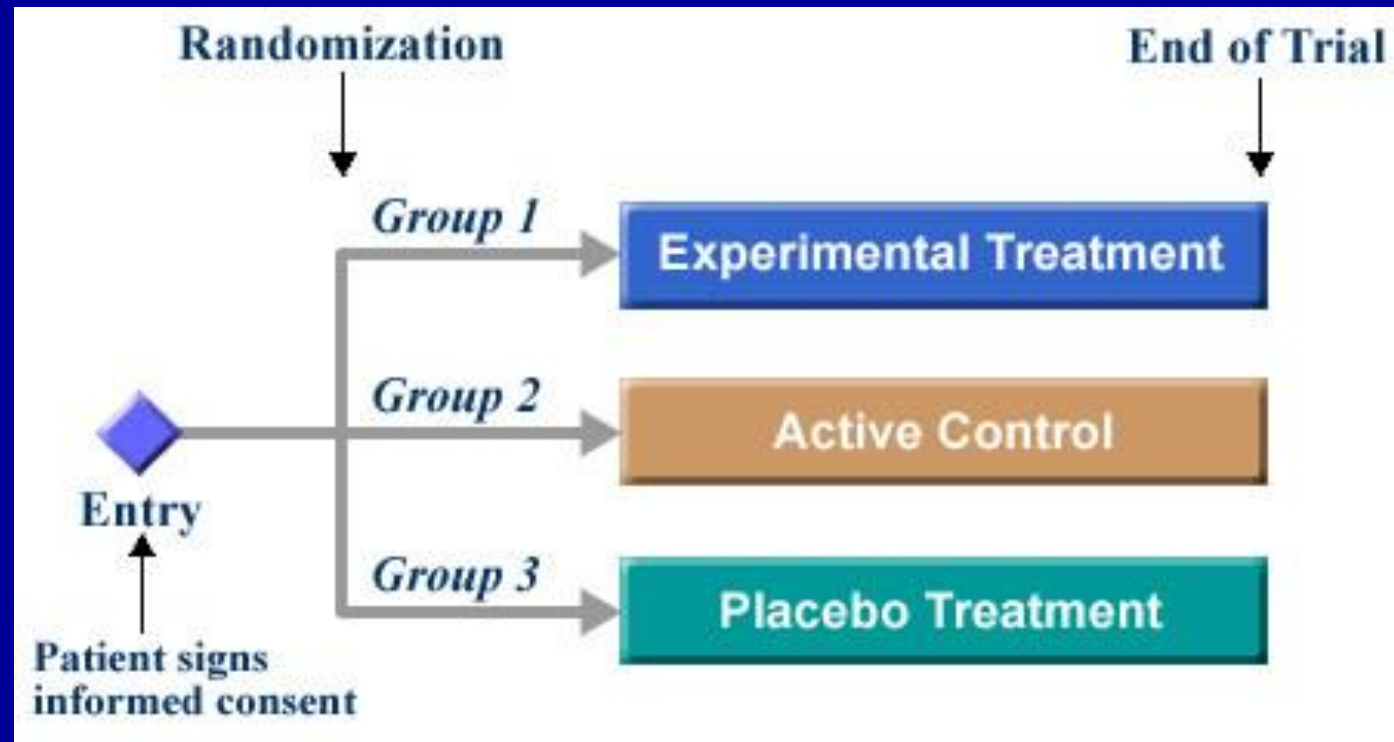 Randomization
End of Trial
Group 1
Experimental Treatment
Group 2
Active Control
Entry
Group 3
Placebo Treatment
Patient signs
informed consent